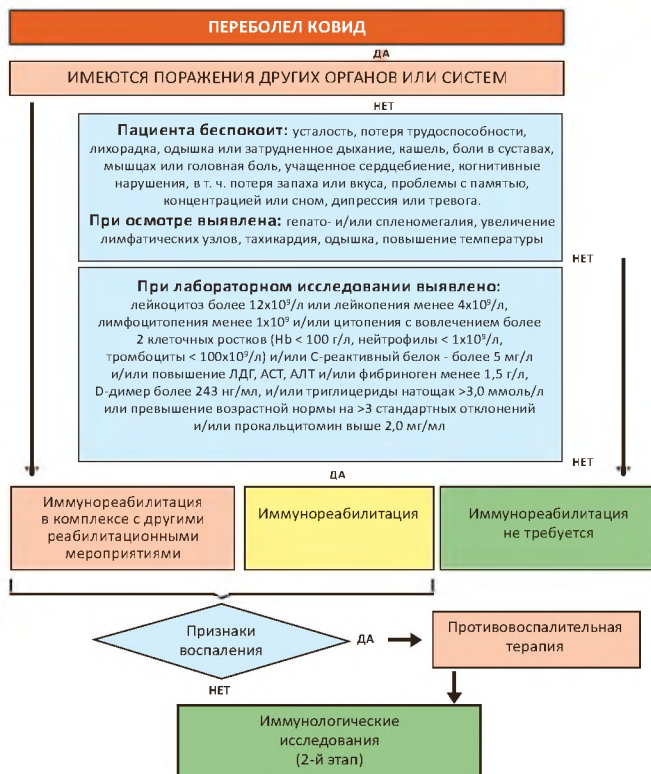 ПЕРЕБОЛЕЛ КОВИД
ДА
ИМЕЮТСЯ ПОРАЖЕНИЯ ДРУГИХ ОРГАНОВ ИЛИ СИСТЕМ
НЕТ
Пациента беспокоит: усталость, потеря трудоспособности,
лихорадка, одышка или затрудненное дыхание, кашель, боли в суставах,
мышцах или головная боль, учащенное сердцебиение, когнитивные
нарушения, в т. ч. потеря запаха или вкуса, проблемы с памятью,
концентрацией или сном, дипрессия или тревога.
При осмотре выявлена: гепато- и/или спленомегалия, увеличение
лимфатических узлов, тахикардия, одышка, повышение температуры
НЕТ
При лабораторном исследовании выявлено:
лейкоцитоз более 12х10⁹/л или лейкопения менее 4х10⁹/л,
лимфоцитопения менее 1х10⁹ и/или цитопения с вовлечением более
2 клеточных ростков (Hb < 100 г/л, нейтрофилы < 1х10⁹/л,
тромбоциты < 100х10⁹/л) и/или С-реактивный белок - более 5 мг/л
и/или повышение ЛДГ, АСТ, АЛТ и/или фибриноген менее 1,5 г/л,
D-димер более 243 нг/мл, и/или триглицериды натощак >3,0 ммоль/л
или превышение возрастной нормы на >3 стандартных отклонений
и/или прокальцитомин выше 2,0 мг/мл
НЕТ
ДА
Иммунореабилитация
в комплексе с другими
реабилитационными
мероприятиями
Иммунореабилитация
Иммунореабилитация
не требуется
Признаки
воспаления
ДА
Противовоспалительная
терапия
НЕТ
Иммунологические
исследования
(2-й этап)